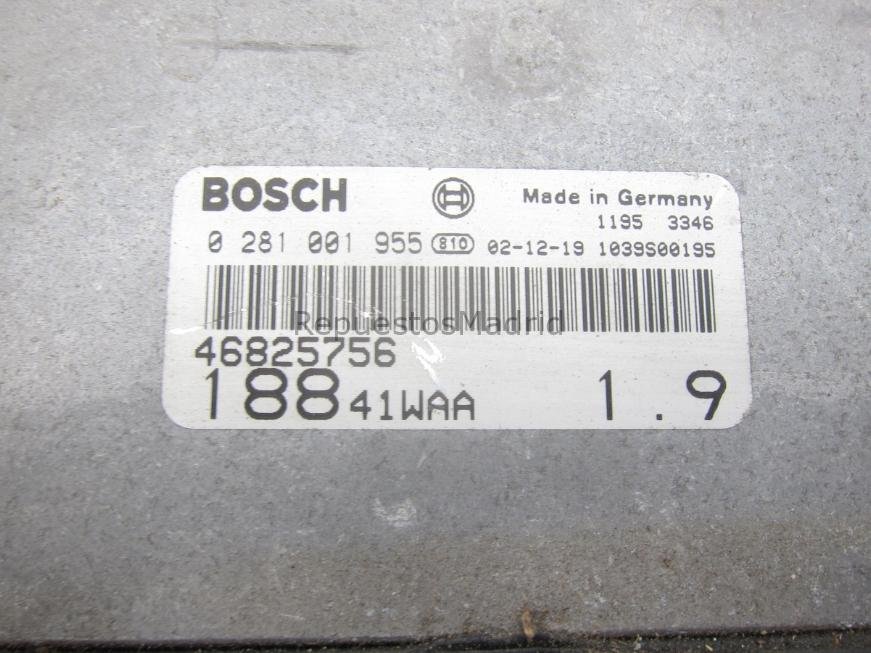 BOSCH Made in Germany
1195 3346
0 281 001 955 810 02-12-19 1039S00195
RepuestosMadrid
46825756
188 41WAA 1.9